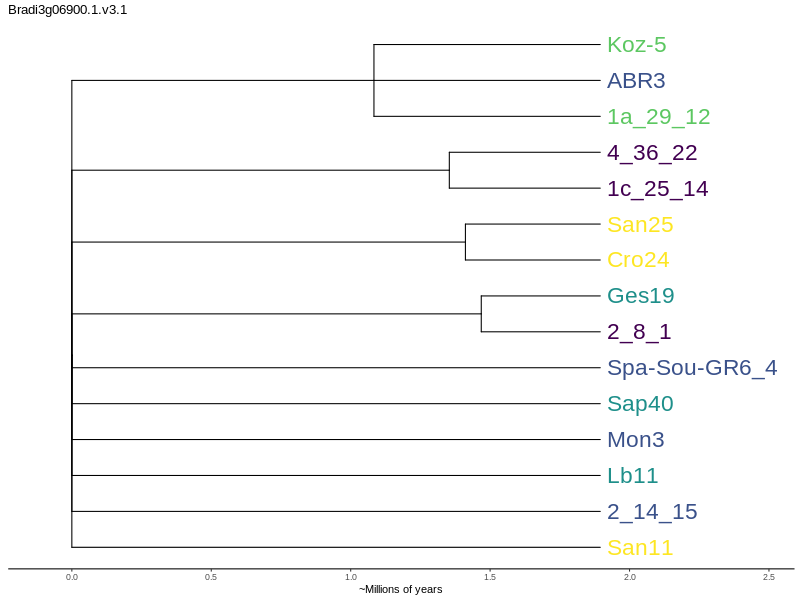 Bradi3g06900.1.v3.1
Koz-5
ABR3
1a_29_12
4_36_22
1c_25_14
San25
Cro24
Ges19
2_8_1
Spa-Sou-GR6_4
Sap40
Mon3
Lb11
2_14_15
San11
0.0 0.5 1.0 1.5 2.0 2.5
~Millions of years